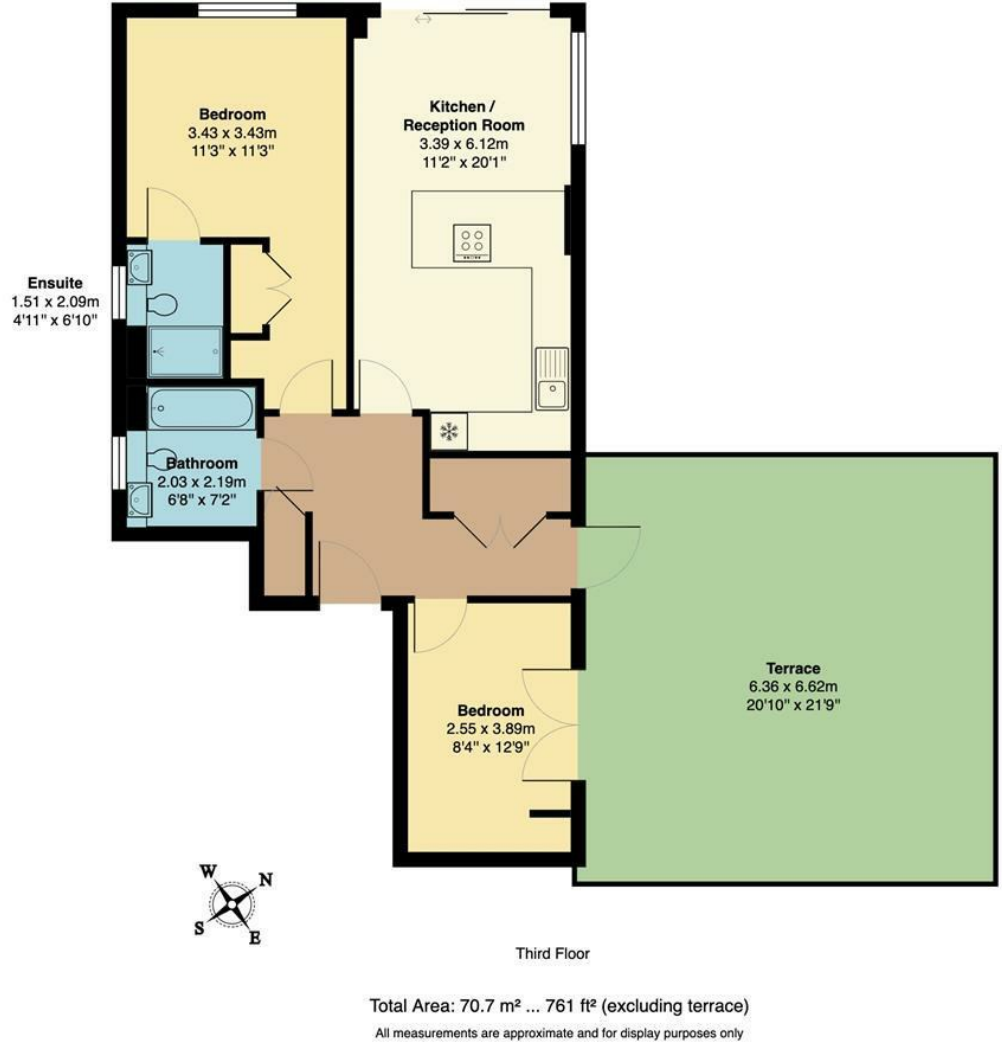 Bedroom
3.43 x 3.43m
11'3" x 11'3"
Kitchen /
Reception Room
3.39 x 6.12m
11'2" x 20'1"
Ensuite
1.51 x 2.09m
4'11" x 6'10"
Bathroom
2.03 x 2.19m
6'8" x 7'2"
Terrace
6.36 x 6.62m
20'10" x 21'9"
Bedroom
2.55 x 3.89m
8'4" x 12'9"
W
N
S
E
Third Floor
Total Area: 70.7 m² ... 761 ft² (excluding terrace)
All measurements are approximate and for display purposes only